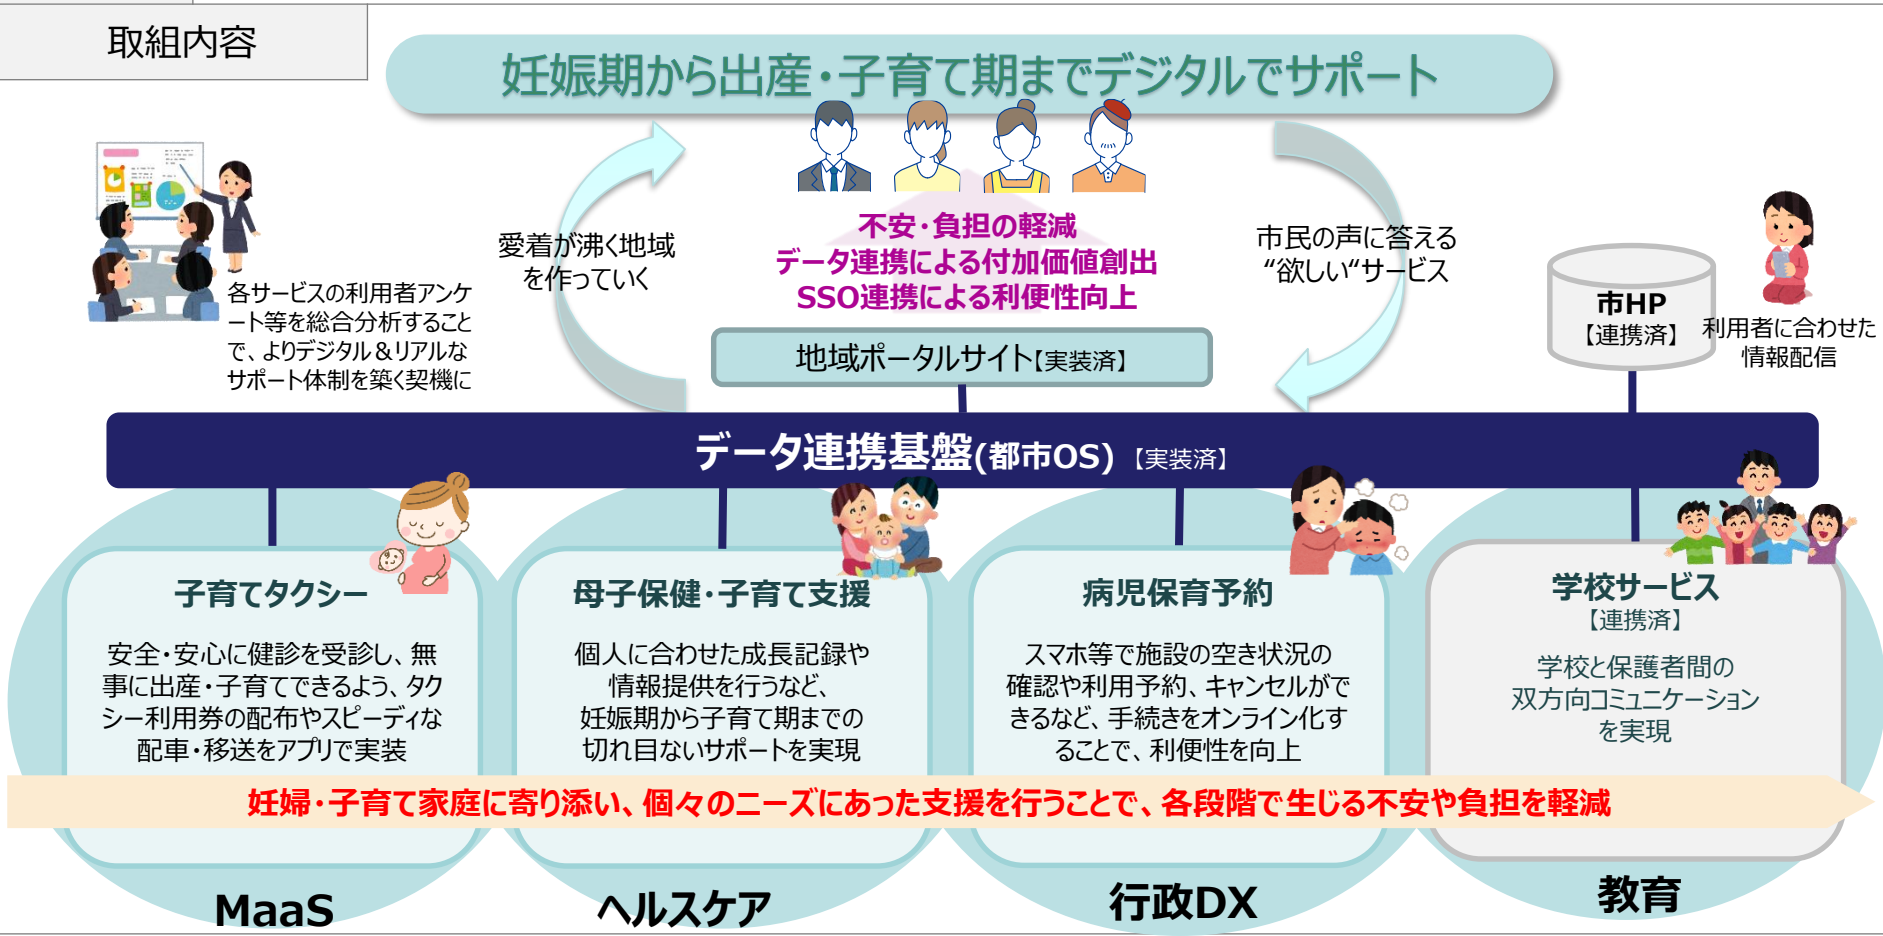 取組内容
妊娠期から出産・子育て期までデジタルでサポート
愛着が沸く地域
を作っていく
不安・負担の軽減
データ連携による付加価値創出
SSO連携による利便性向上
市民の声に答える
“欲しい“サービス
各サービスの利用者アンケ
ート等を総合分析すること
で、よりデジタル＆リアルな
サポート体制を築く契機に
地域ポータルサイト【実装済】
市HP
【連携済】
利用者に合わせた
情報配信
データ連携基盤(都市OS)【実装済】
子育てタクシー
安全・安心に健診を受診し、無
事に出産・子育てできるよう、タク
シー利用券の配布やスピーディな
配車・移送をアプリで実装
母子保健・子育て支援
個人に合わせた成長記録や
情報提供を行うなど、
妊娠期から子育て期までの
切れ目ないサポートを実現
病児保育予約
スマホ等で施設の空き状況の
確認や利用予約、キャンセルがで
きるなど、手続きをオンライン化す
ることで、利便性を向上
学校サービス
【連携済】
学校と保護者間の
双方向コミュニケーション
を実現
妊婦・子育て家庭に寄り添い、個々のニーズにあった支援を行うことで、各段階で生じる不安や負担を軽減
MaaS
ヘルスケア
行政DX
教育